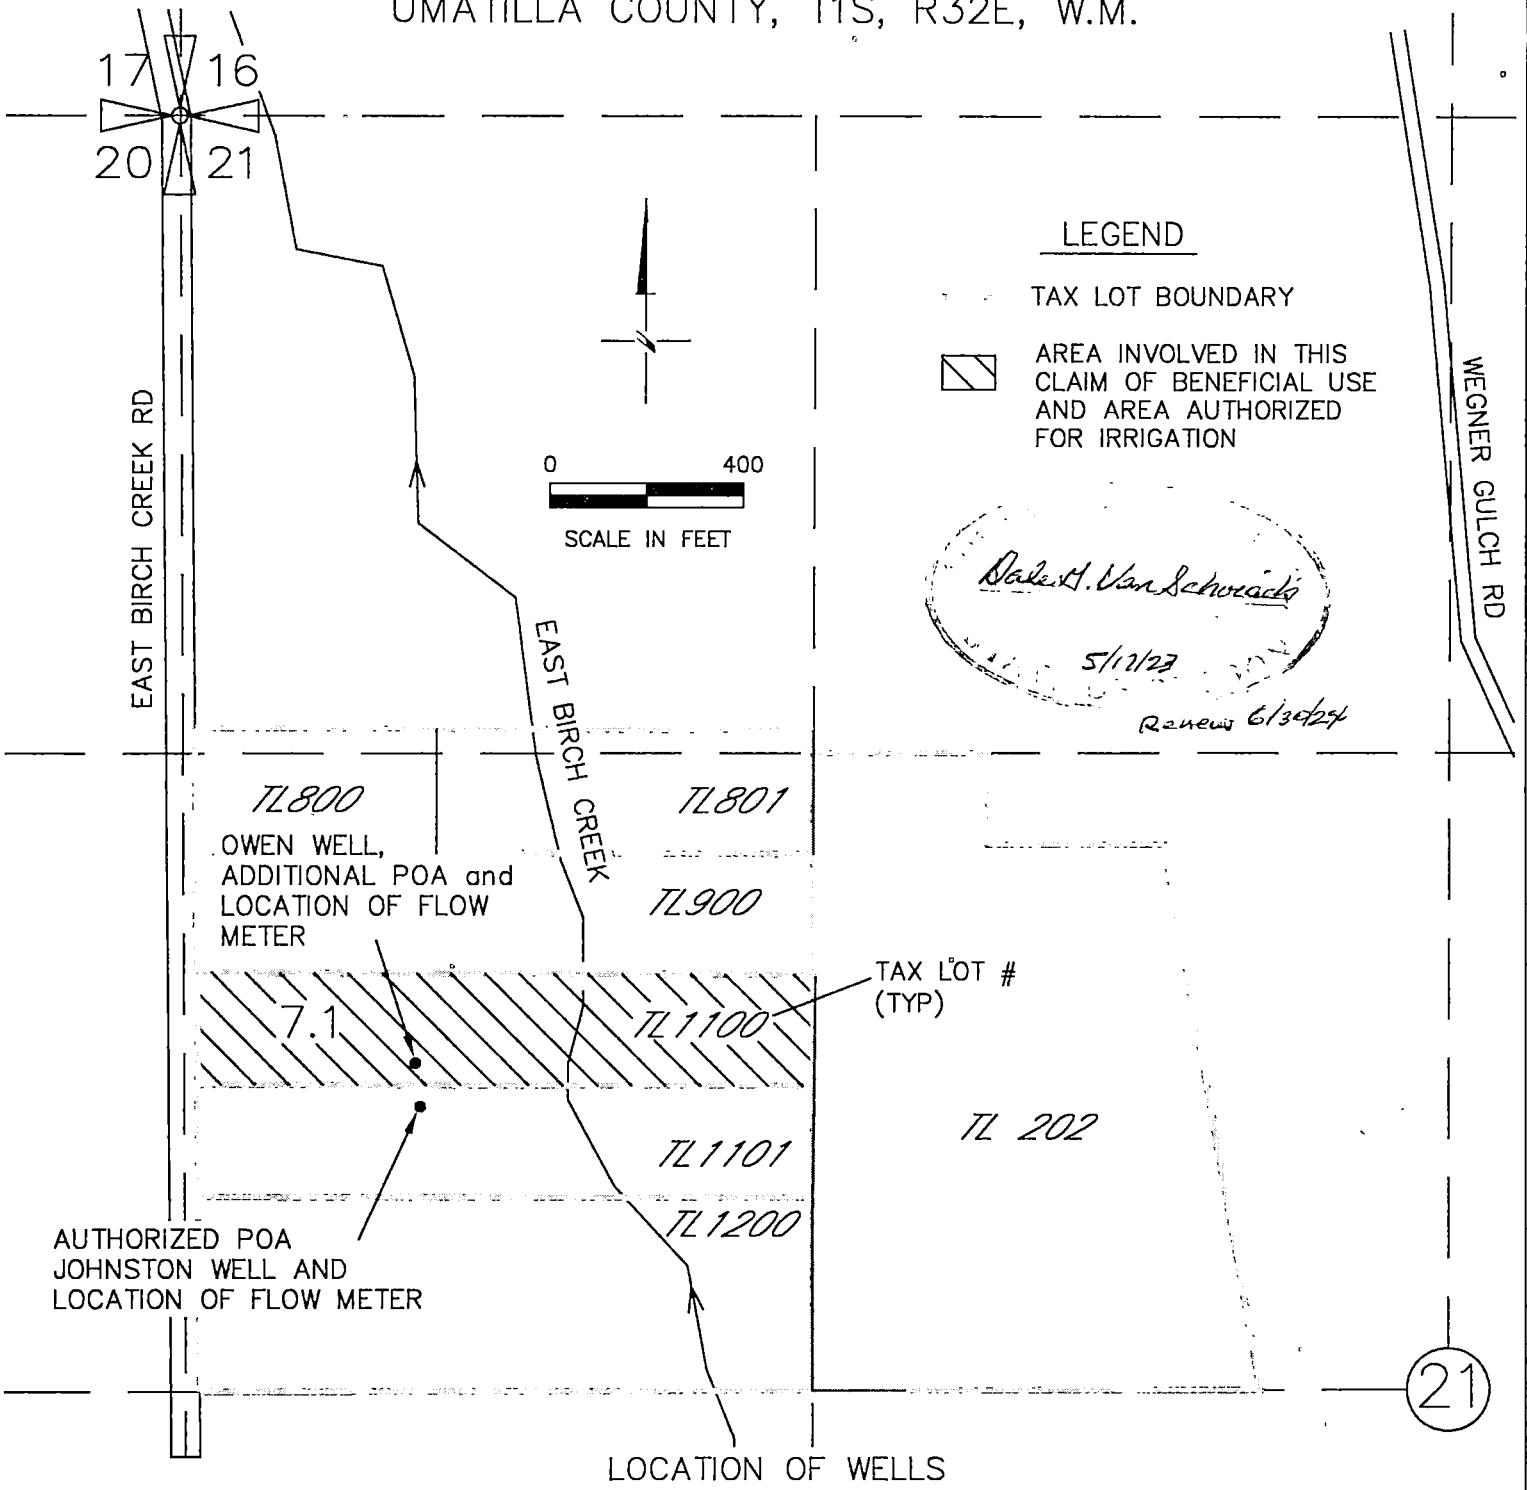 UMATILLA COUNTY, T1S, R32E, W.M.
17 16
20 21
LEGEND
TAX LOT BOUNDARY
AREA INVOLVED IN THIS
CLAIM OF BENEFICIAL USE
AND AREA AUTHORIZED
FOR IRRIGATION
0 400
SCALE IN FEET
EAST BIRCH CREEK RD
WEGNER GULCH RD
Dale H. Van Schoiack
5/17/23
Renew 6/30/24
EAST BIRCH CREEK
TL800
TL801
OWEN WELL,
ADDITIONAL POA and
LOCATION OF FLOW
METER
TL900
TAX LOT #
(TYP)
7.1
TL1100
TL 202
TL1101
TL1200
AUTHORIZED POA
JOHNSTON WELL AND
LOCATION OF FLOW METER
21
LOCATION OF WELLS